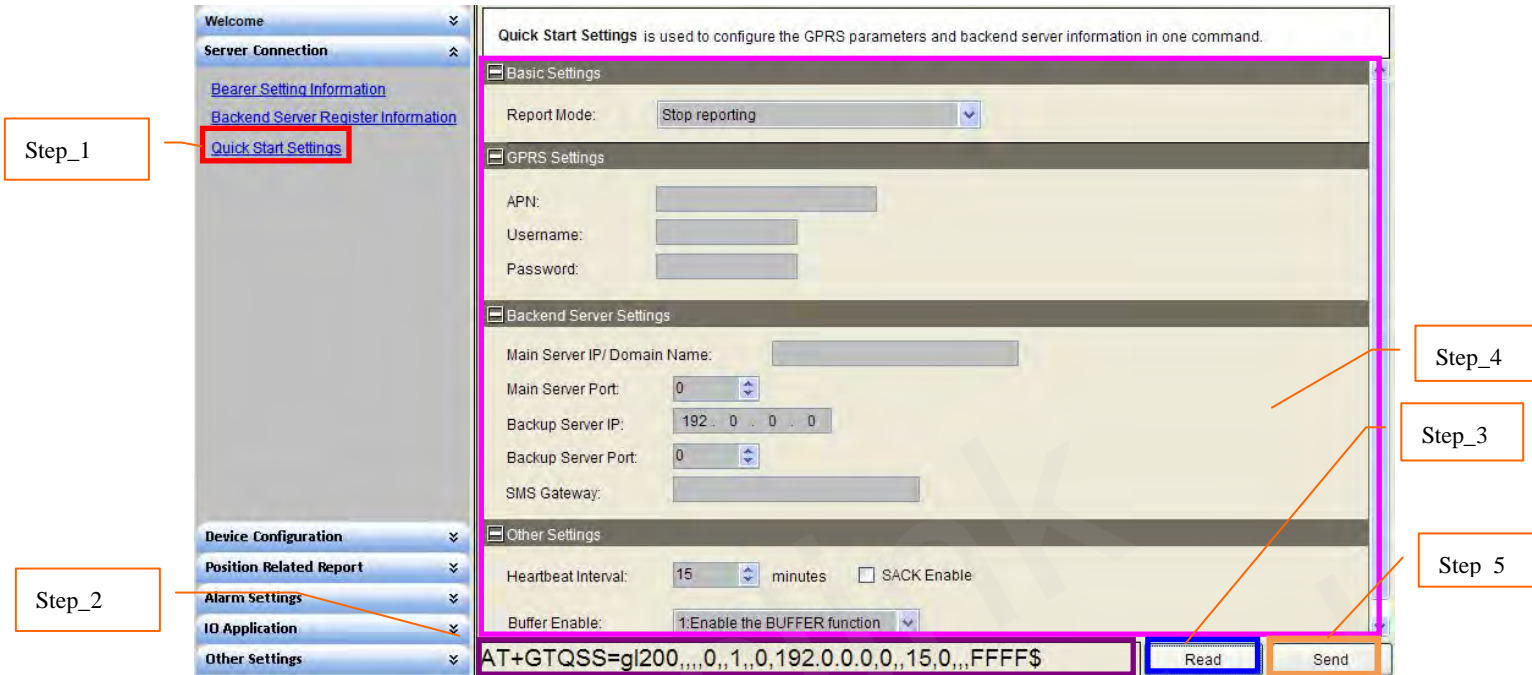 Welcome
Server Connection
Bearer Setting Information
Backend Server Register Information
Quick Start Settings
Step_1
Quick Start Settings is used to configure the GPRS parameters and backend server information in one command.
Basic Settings
Report Mode: Stop reporting
GPRS Settings
APN:
Username:
Password:
Backend Server Settings
Main Server IP/ Domain Name:
Main Server Port: 0
Backup Server IP: 192 . 0 . 0 . 0
Backup Server Port: 0
SMS Gateway:
Other Settings
Heartbeat Interval: 15 minutes SACK Enable
Buffer Enable: 1:Enable the BUFFER function
Step_4
Step_3
Step_5
Device Configuration
Position Related Report
Alarm Settings
IO Application
Other Settings
Step_2
AT+GTQSS=gl200,,,,0,,1,,0,192.0.0.0,0,,15,0,,,FFFF$
Read
Send